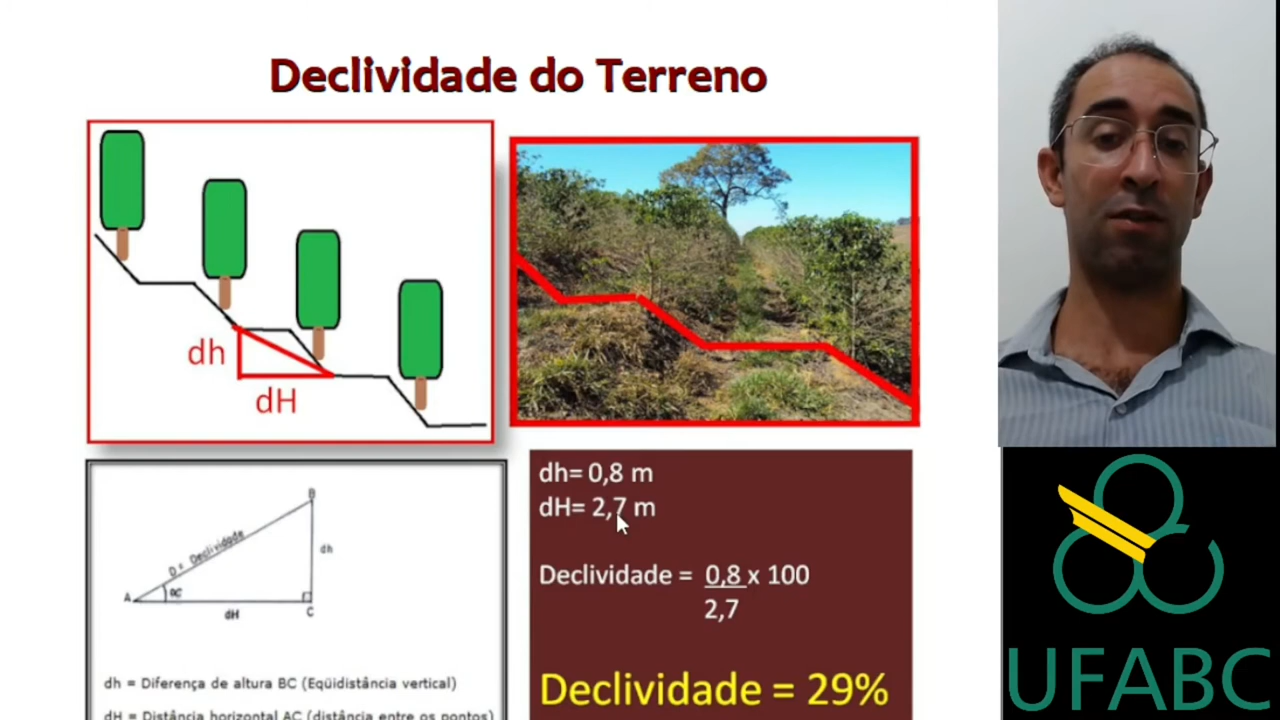 Declividade do Terreno
dh
dH
B
D = Declividade
dh
A
C
dH
dh = Diferença de altura BC (Eqüidistância vertical)
dH = Distância horizontal AC (distância entre os pontos)
dh= 0,8 m
dH= 2,7 m
Declividade = 0,8 x 100
2,7
Declividade = 29%
UFABC